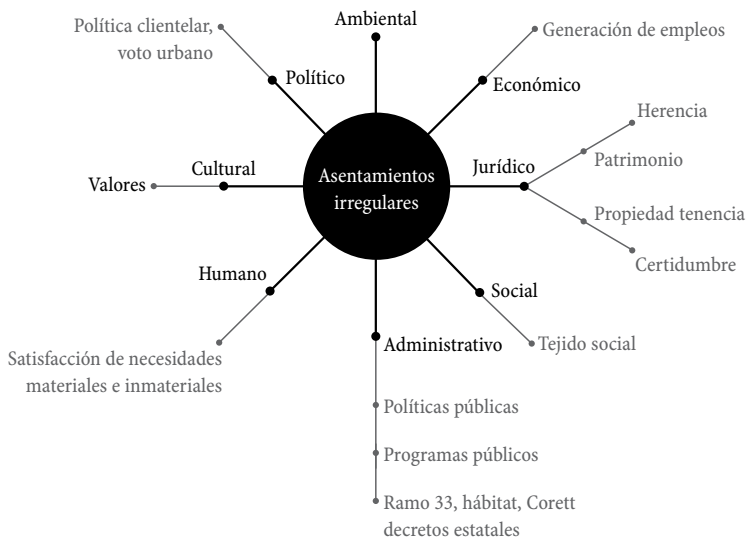 Ambiental
Política clientelar,
voto urbano
Político
Generación de empleos
Económico
Herencia
Patrimonio
Jurídico
Propiedad tenencia
Certidumbre
Asentamientos
irregulares
Cultural
Valores
Humano
Satisfacción de necesidades
materiales e inmateriales
Social
Tejido social
Administrativo
Políticas públicas
Programas públicos
Ramo 33, hábitat, Corett
decretos estatales